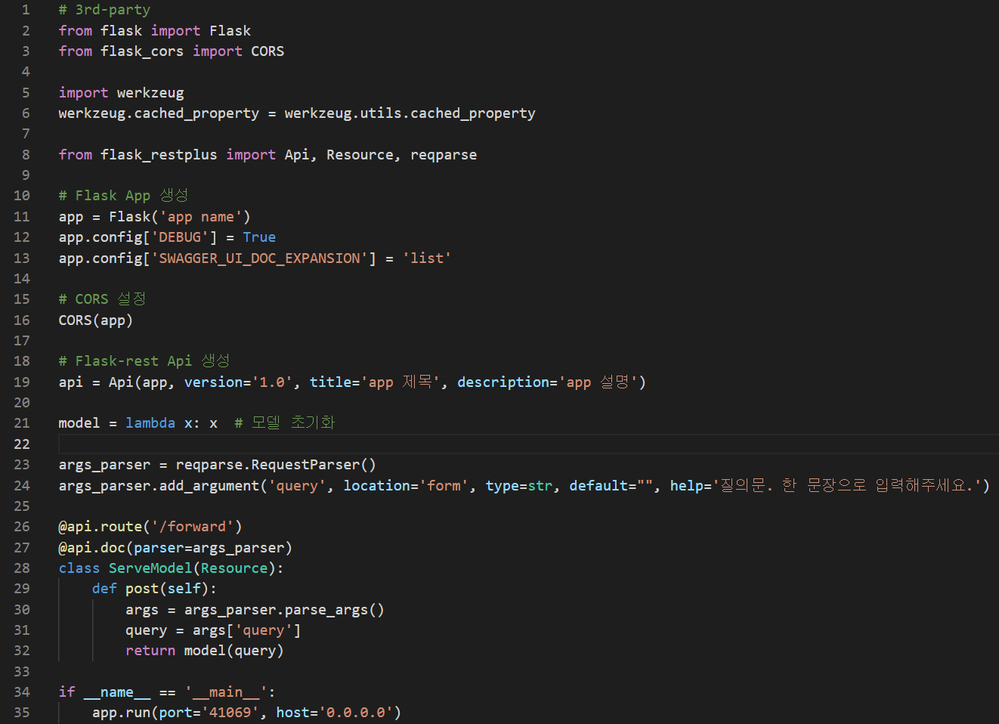 1 # 3rd-party
2 from flask import Flask
3 from flask_cors import CORS
4
5 import werkzeug
6 werkzeug.cached_property = werkzeug.utils.cached_property
7
8 from flask_restplus import Api, Resource, reqparse
9
10 # Flask App 생성
11 app = Flask('app name')
12 app.config['DEBUG'] = True
13 app.config['SWAGGER_UI_DOC_EXPANSION'] = 'list'
14
15 # CORS 설정
16 CORS(app)
17
18 # Flask-rest Api 생성
19 api = Api(app, version='1.0', title='app 제목', description='app 설명')
20
21 model = lambda x: x  # 모델 초기화
22
23 args_parser = reqparse.RequestParser()
24 args_parser.add_argument('query', location='form', type=str, default="", help='질의문. 한 문장으로 입력해주세요.')
25
26 @api.route('/forward')
27 @api.doc(parser=args_parser)
28 class ServeModel(Resource):
29     def post(self):
30         args = args_parser.parse_args()
31         query = args['query']
32         return model(query)
33
34 if __name__ == '__main__':
35     app.run(port='41069', host='0.0.0.0')